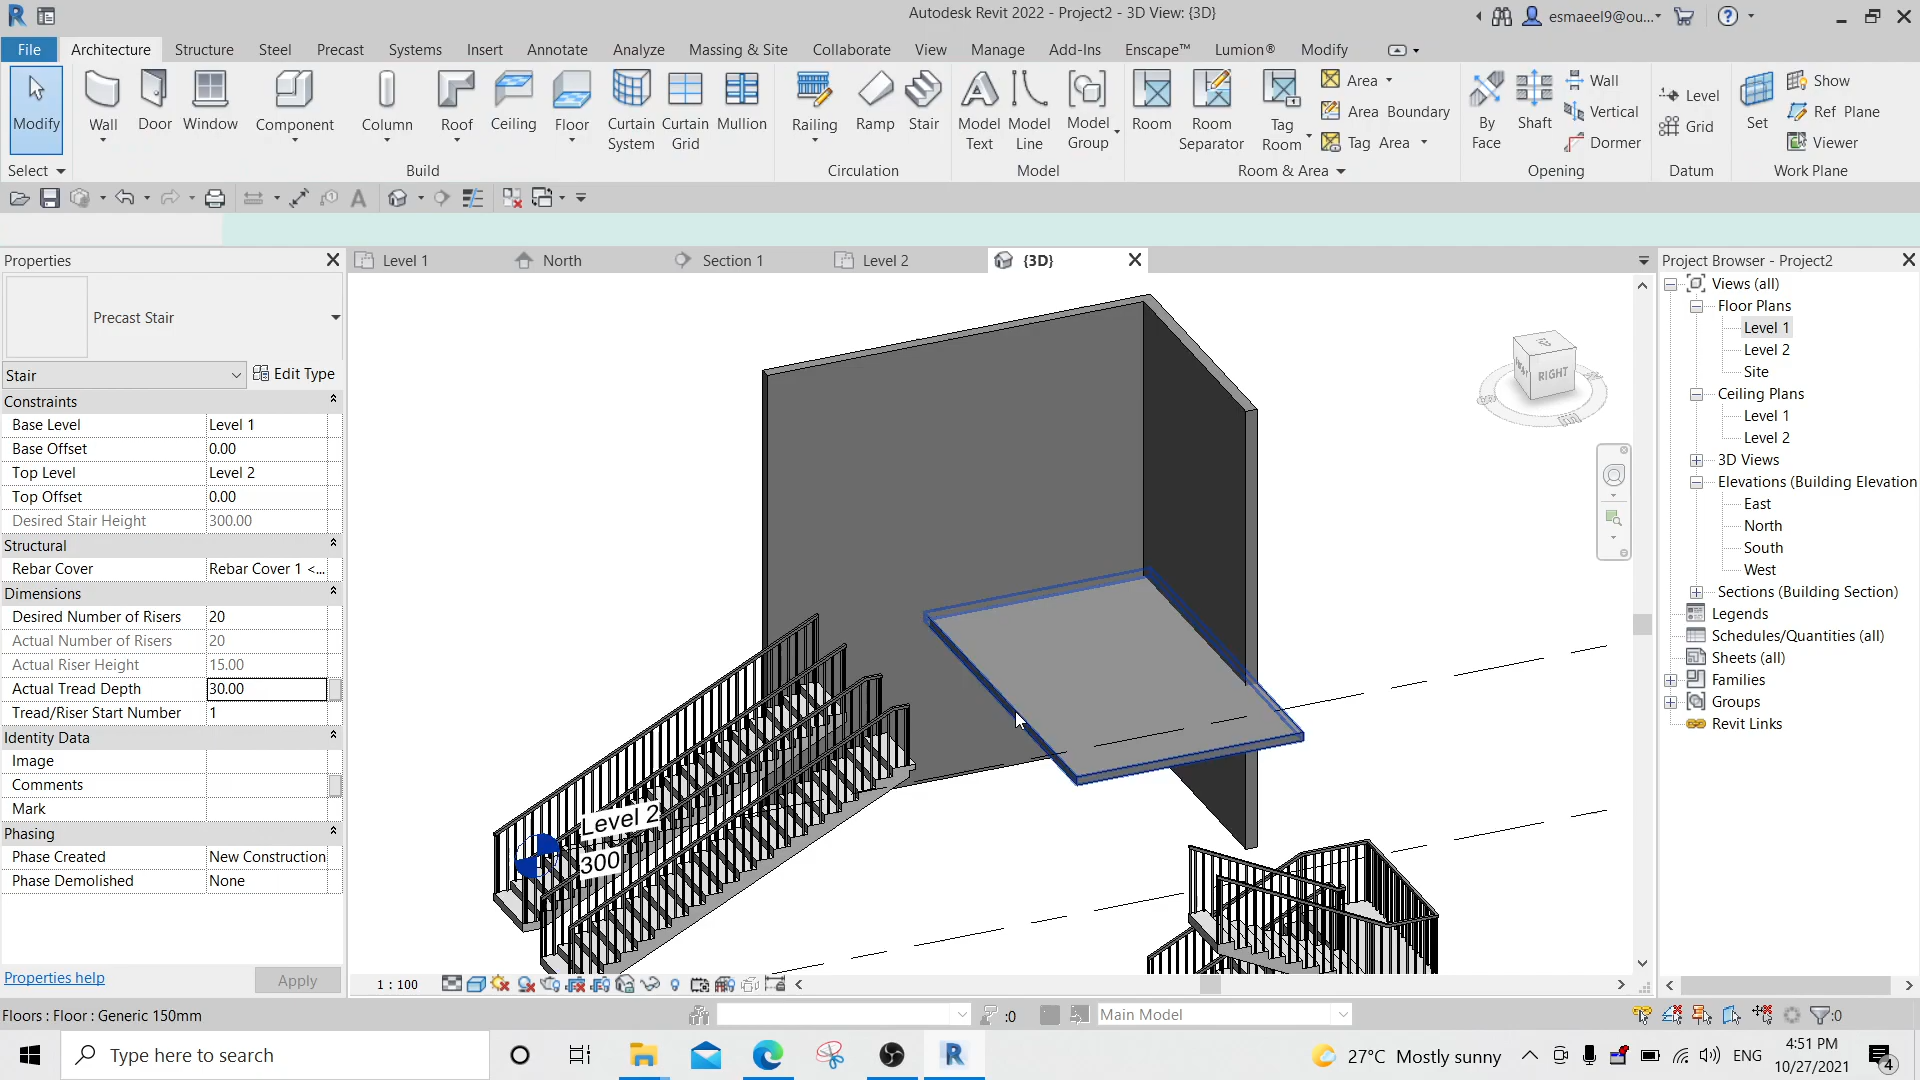 Autodesk Revit 2022 - Project2 - 3D View: {3D}
esmaeel9@ou...
File Architecture Structure Steel Precast Systems Insert Annotate Analyze Massing & Site Collaborate View Manage Add-Ins Enscape™ Lumion® Modify
Modify
Wall
Door
Window
Component
Column
Roof
Ceiling
Floor
Curtain System
Curtain Grid
Mullion
Railing
Ramp
Stair
Model Text
Model Line
Model Group
Room
Room Separator
Tag Room
Area
Area Boundary
Tag Area
By Face
Shaft
Wall
Vertical
Dormer
Level
Grid
Set
Show
Ref Plane
Viewer
Select
Build
Circulation
Model
Room & Area
Opening
Datum
Work Plane
Properties
Level 1
North
Section 1
Level 2
{3D}
Project Browser - Project2
Precast Stair
Stair
Edit Type
Constraints
Base Level Level 1
Base Offset 0.00
Top Level Level 2
Top Offset 0.00
Desired Stair Height 300.00
Structural
Rebar Cover Rebar Cover 1 <...
Dimensions
Desired Number of Risers 20
Actual Number of Risers 20
Actual Riser Height 15.00
Actual Tread Depth 30.00
Tread/Riser Start Number 1
Identity Data
Image
Comments
Mark
Phasing
Phase Created New Construction
Phase Demolished None
Properties help
Apply
RIGHT
Level 2
300
Views (all)
Floor Plans
Level 1
Level 2
Site
Ceiling Plans
Level 1
Level 2
3D Views
Elevations (Building Elevation
East
North
South
West
Sections (Building Section)
Legends
Schedules/Quantities (all)
Sheets (all)
Families
Groups
Revit Links
1 : 100
Floors : Floor : Generic 150mm
:0
Main Model
:0
Type here to search
27°C Mostly sunny
ENG
4:51 PM
10/27/2021
4